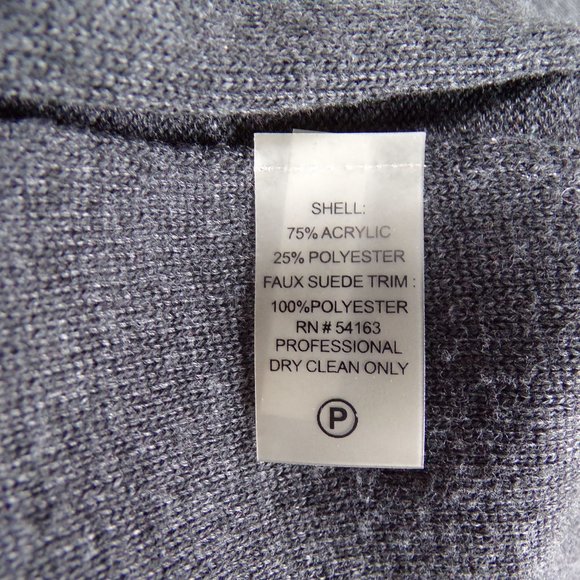 SHELL:
75% ACRYLIC
25% POLYESTER
FAUX SUEDE TRIM :
100%POLYESTER
RN # 54163
PROFESSIONAL
DRY CLEAN ONLY
P